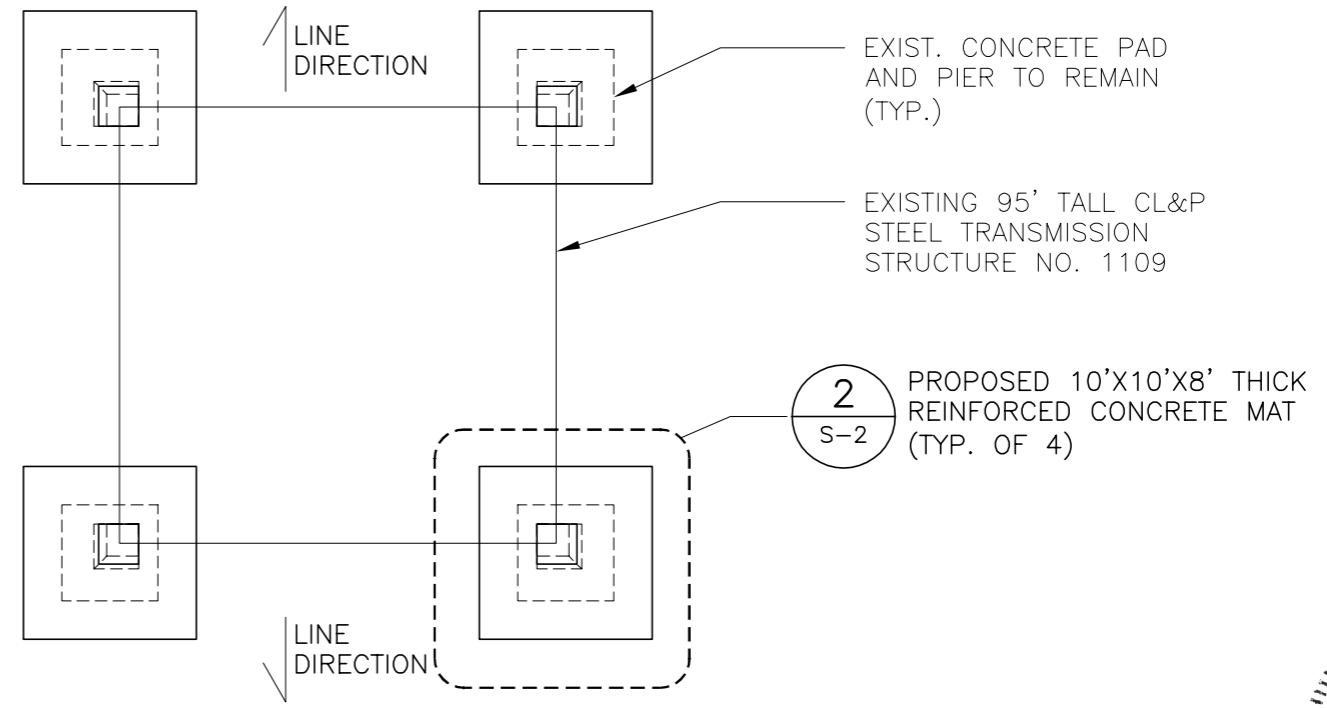 LINE
DIRECTION
EXIST. CONCRETE PAD
AND PIER TO REMAIN
(TYP.)
EXISTING 95' TALL CL&P
STEEL TRANSMISSION
STRUCTURE NO. 1109
2
S-2
PROPOSED 10'X10'X8' THICK
REINFORCED CONCRETE MAT
(TYP. OF 4)
LINE
DIRECTION